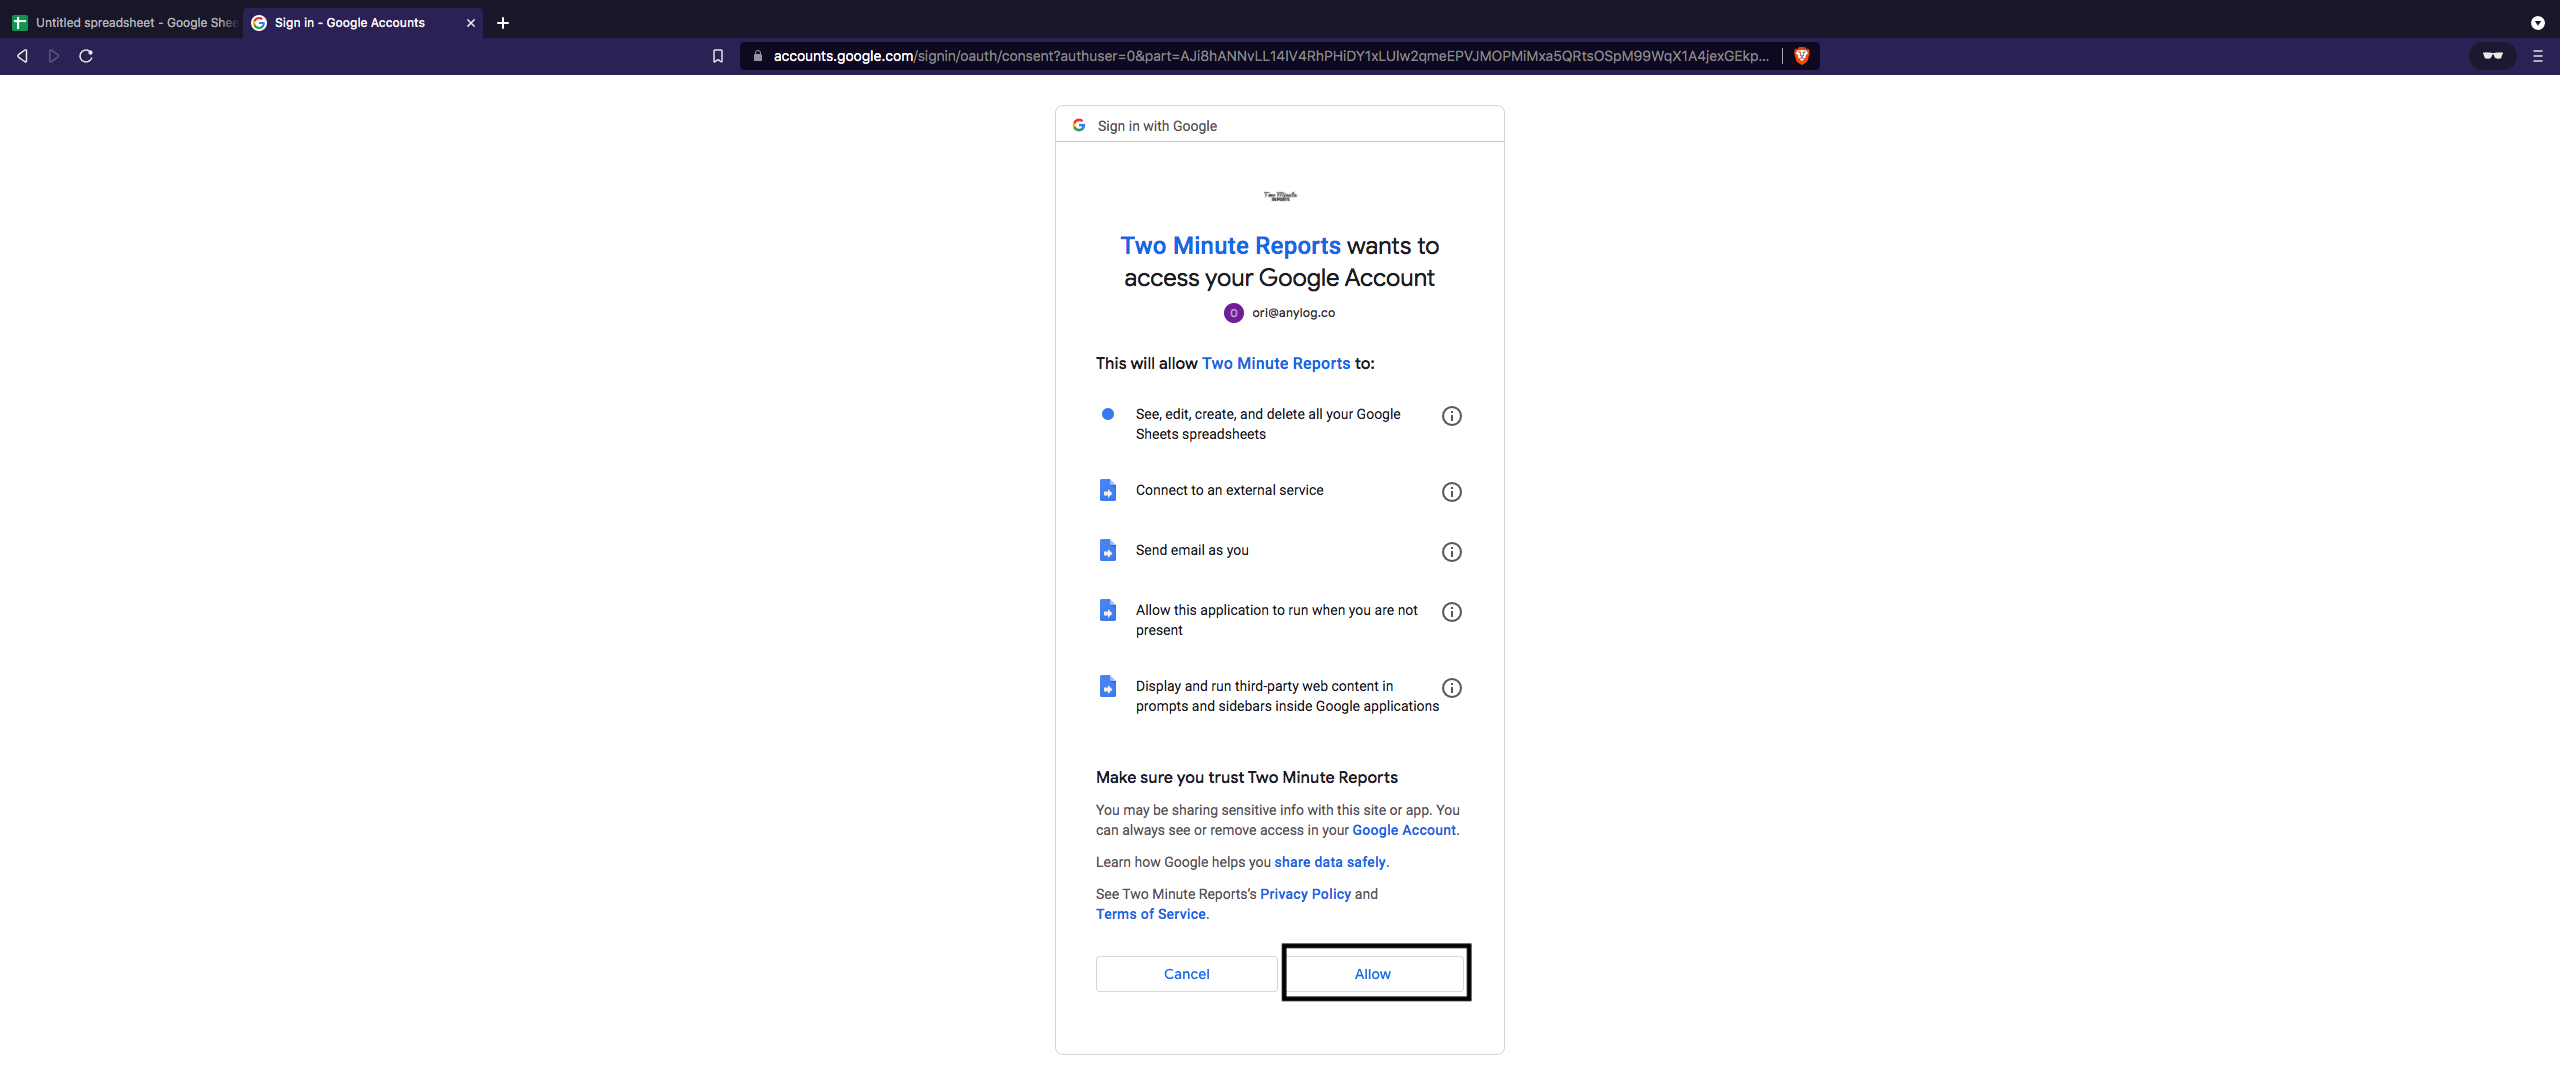 Untitled spreadsheet - Google Shee
Sign in - Google Accounts
accounts.google.com/signin/oauth/consent?authuser=0&part=AJi8hANNvLL14lV4RhPHiDY1xLUIw2qmeEPVJMOPMiMxa5QRtsOSpM99WqX1A4jexGEkp...
Sign in with Google
Two Minute
REPORTS
Two Minute Reports wants to
access your Google Account
O ori@anylog.co
This will allow Two Minute Reports to:
See, edit, create, and delete all your Google
Sheets spreadsheets
Connect to an external service
Send email as you
Allow this application to run when you are not
present
Display and run third-party web content in
prompts and sidebars inside Google applications
Make sure you trust Two Minute Reports
You may be sharing sensitive info with this site or app. You
can always see or remove access in your Google Account.
Learn how Google helps you share data safely.
See Two Minute Reports’s Privacy Policy and
Terms of Service.
Cancel
Allow